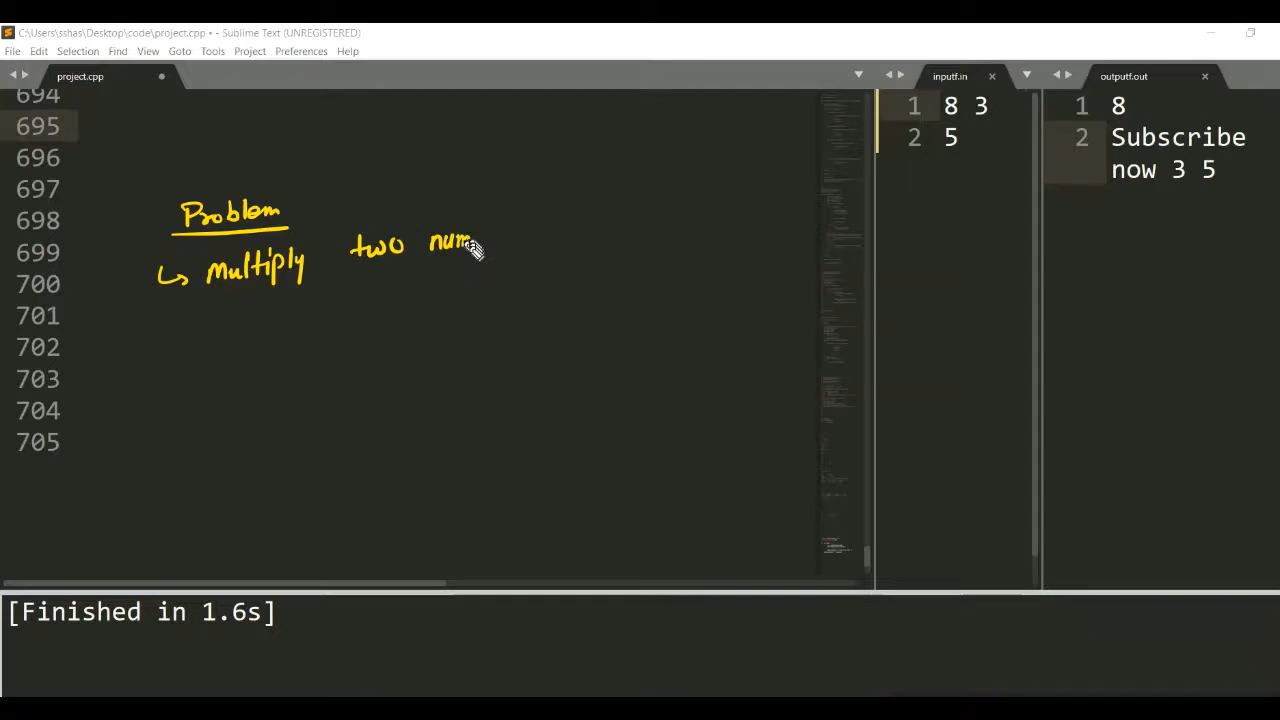 C:\Users\sshas\Desktop\code\project.cpp • - Sublime Text (UNREGISTERED)
File Edit Selection Find View Goto Tools Project Preferences Help
project.cpp
inputf.in
outputf.out
694
695
696
697
698
699
700
701
702
703
704
705
Problem
↳ Multiply two num
1 8 3
2 5
1 8
2 Subscribe
now 3 5
[Finished in 1.6s]